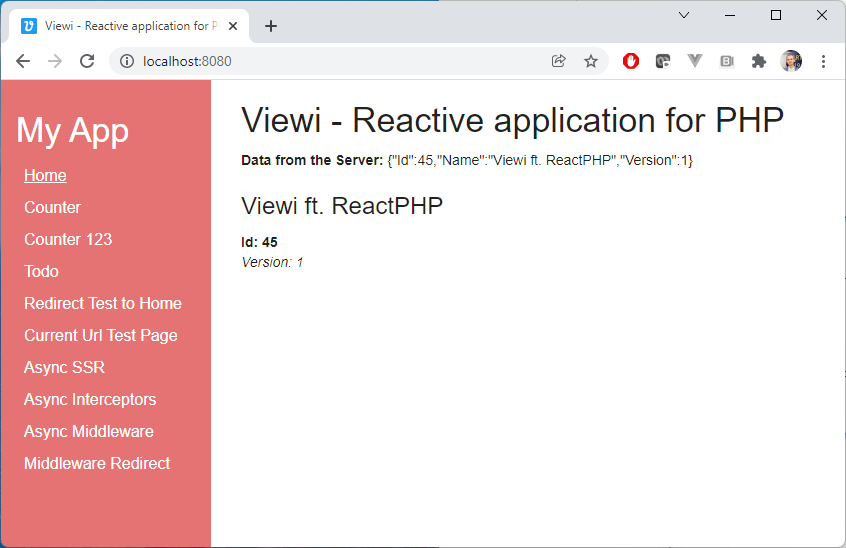 Viewi - Reactive application for P
localhost:8080
My App
Home
Counter
Counter 123
Todo
Redirect Test to Home
Current Url Test Page
Async SSR
Async Interceptors
Async Middleware
Middleware Redirect
Viewi - Reactive application for PHP
Data from the Server: {"Id":45,"Name":"Viewi ft. ReactPHP","Version":1}
Viewi ft. ReactPHP
Id: 45
Version: 1